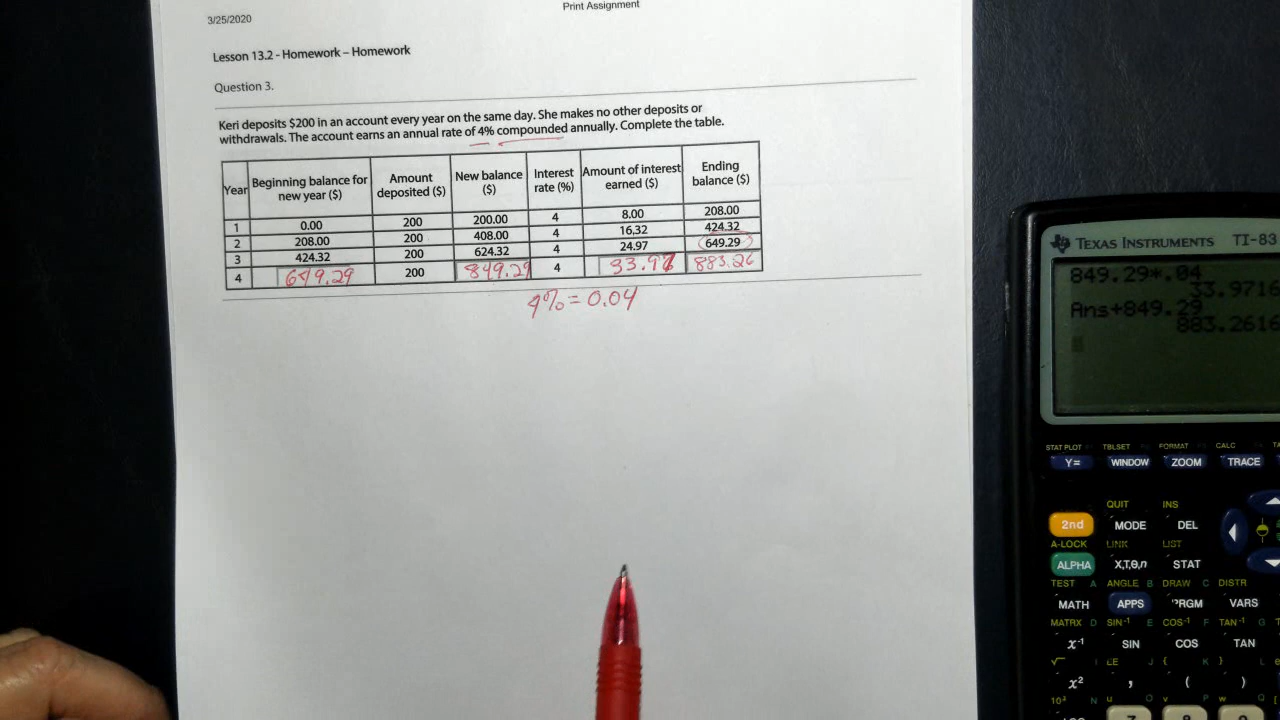 Print Assignment
3/25/2020
Lesson 13.2 - Homework – Homework
Question 3.
Keri deposits $200 in an account every year on the same day. She makes no other deposits or
withdrawals. The account earns an annual rate of 4% compounded annually. Complete the table.
Year Beginning balance for new year ($) Amount deposited ($) New balance ($) Interest rate (%) Amount of interest earned ($) Ending balance ($)
1 0.00 200 200.00 4 8.00 208.00
2 208.00 200 408.00 4 16.32 424.32
3 424.32 200 624.32 4 24.97 649.29
4 649.29 200 849.29 4 33.97 883.26
4% = 0.04
TEXAS INSTRUMENTS TI-83
849.29*.04
33.9716
Ans+849.29
883.2616
STAT PLOT TBLSET FORMAT CALC
Y= WINDOW ZOOM TRACE
QUIT INS
2nd MODE DEL
A-LOCK LINK LIST
ALPHA X,T,θ,n STAT
TEST A ANGLE B DRAW C DISTR
MATH APPS PRGM VARS
MATRX D SIN⁻¹ E COS⁻¹ F TAN⁻¹ G
x⁻¹ SIN COS TAN
√ I EE J { K } L
x² , ( )
10ˣ N u O v P w Q